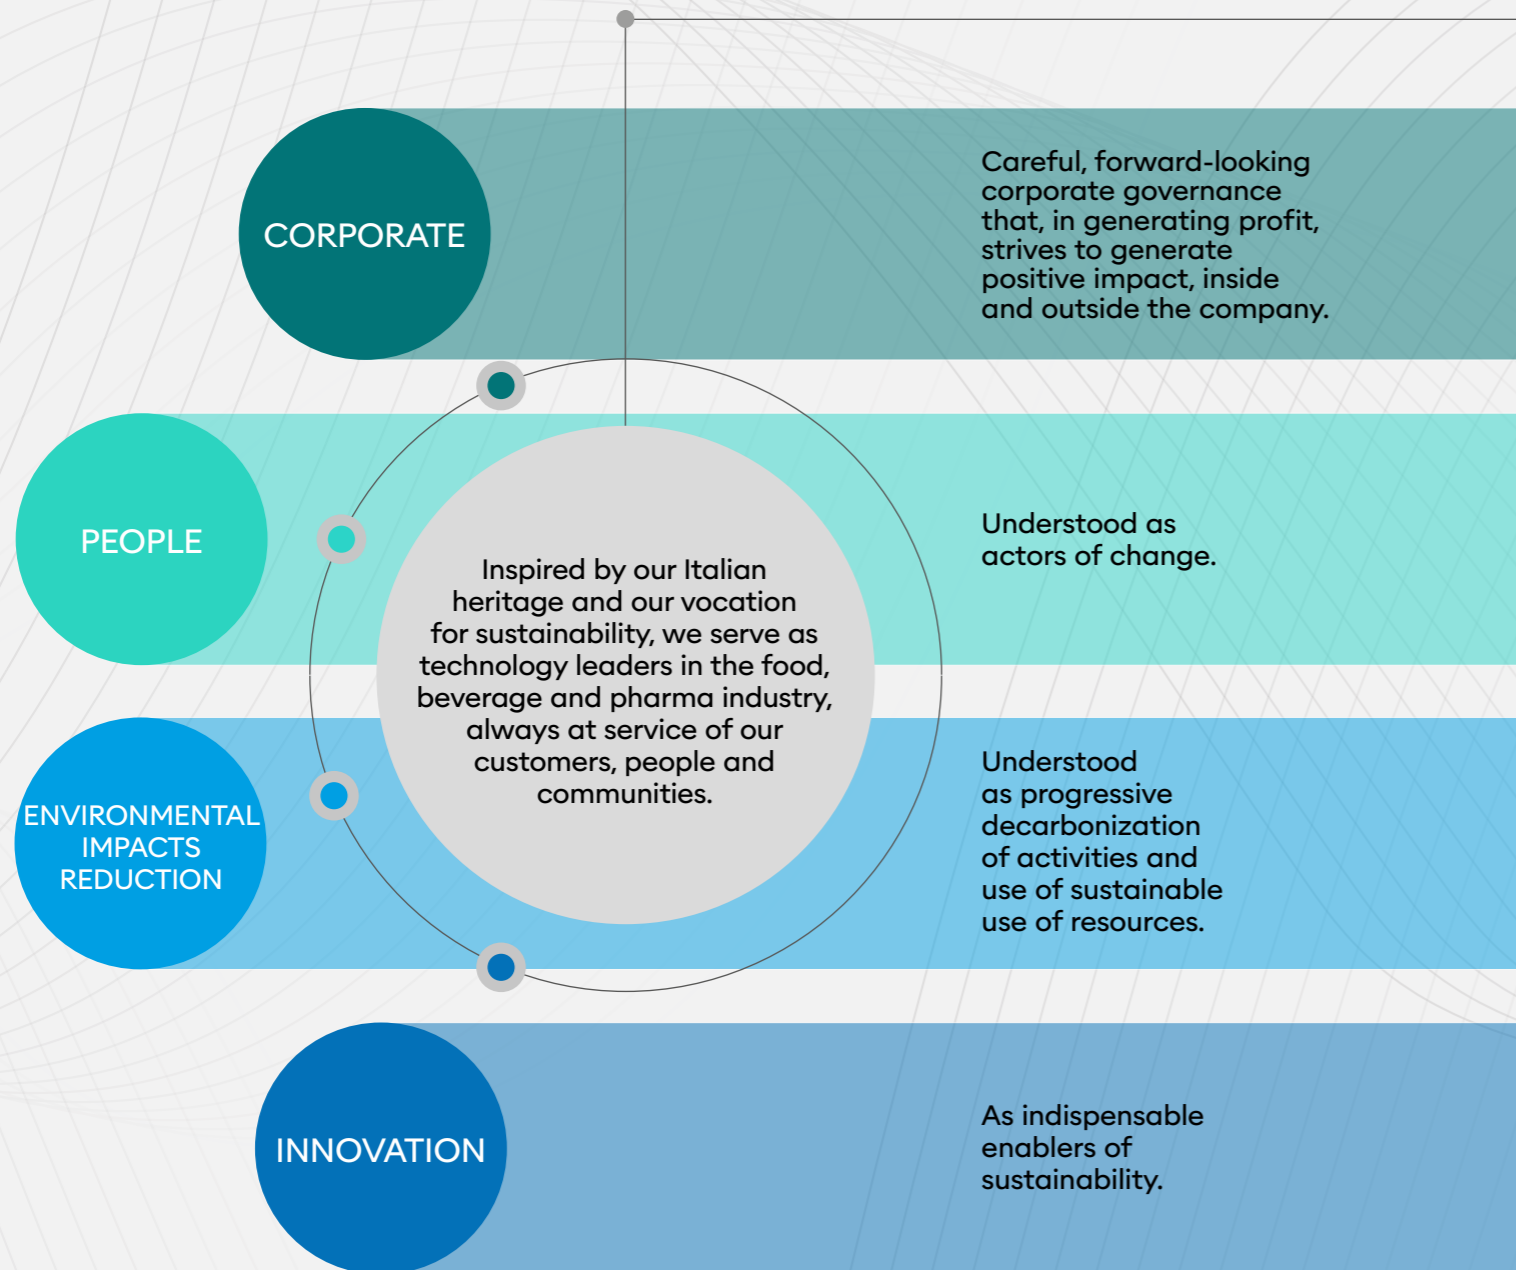 CORPORATE
Careful, forward-looking
corporate governance
that, in generating profit,
strives to generate
positive impact, inside
and outside the company.
PEOPLE
Understood as
actors of change.
Inspired by our Italian
heritage and our vocation
for sustainability, we serve as
technology leaders in the food,
beverage and pharma industry,
always at service of our
customers, people and
communities.
ENVIRONMENTAL
IMPACTS
REDUCTION
Understood
as progressive
decarbonization
of activities and
use of sustainable
use of resources.
INNOVATION
As indispensable
enablers of
sustainability.